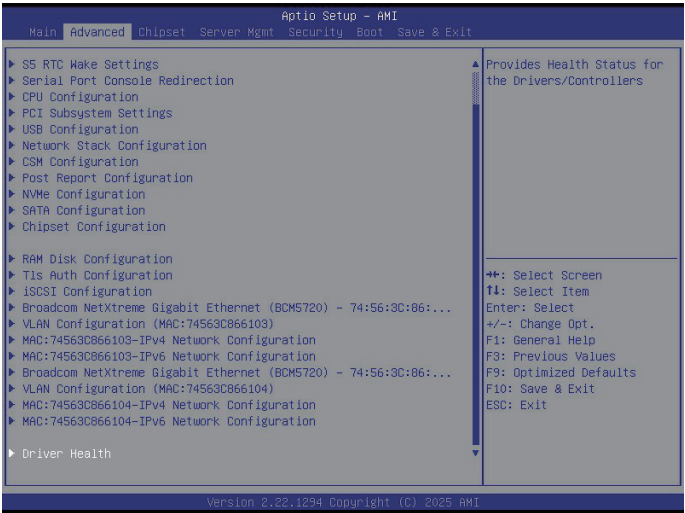 Aptio Setup – AMI
Main Advanced Chipset Server Mgmt Security Boot Save & Exit
S5 RTC Wake Settings
Serial Port Console Redirection
CPU Configuration
PCI Subsystem Settings
USB Configuration
Network Stack Configuration
CSM Configuration
Post Report Configuration
NVMe Configuration
SATA Configuration
Chipset Configuration
RAM Disk Configuration
Tls Auth Configuration
iSCSI Configuration
Broadcom NetXtreme Gigabit Ethernet (BCM5720) – 74:56:3C:86:...
VLAN Configuration (MAC:74563C866103)
MAC:74563C866103-IPv4 Network Configuration
MAC:74563C866103-IPv6 Network Configuration
Broadcom NetXtreme Gigabit Ethernet (BCM5720) – 74:56:3C:86:...
VLAN Configuration (MAC:74563C866104)
MAC:74563C866104-IPv4 Network Configuration
MAC:74563C866104-IPv6 Network Configuration
Driver Health
Provides Health Status for
the Drivers/Controllers
→←: Select Screen
↑↓: Select Item
Enter: Select
+/-: Change Opt.
F1: General Help
F3: Previous Values
F9: Optimized Defaults
F10: Save & Exit
ESC: Exit
Version 2.22.1294 Copyright (C) 2025 AMI